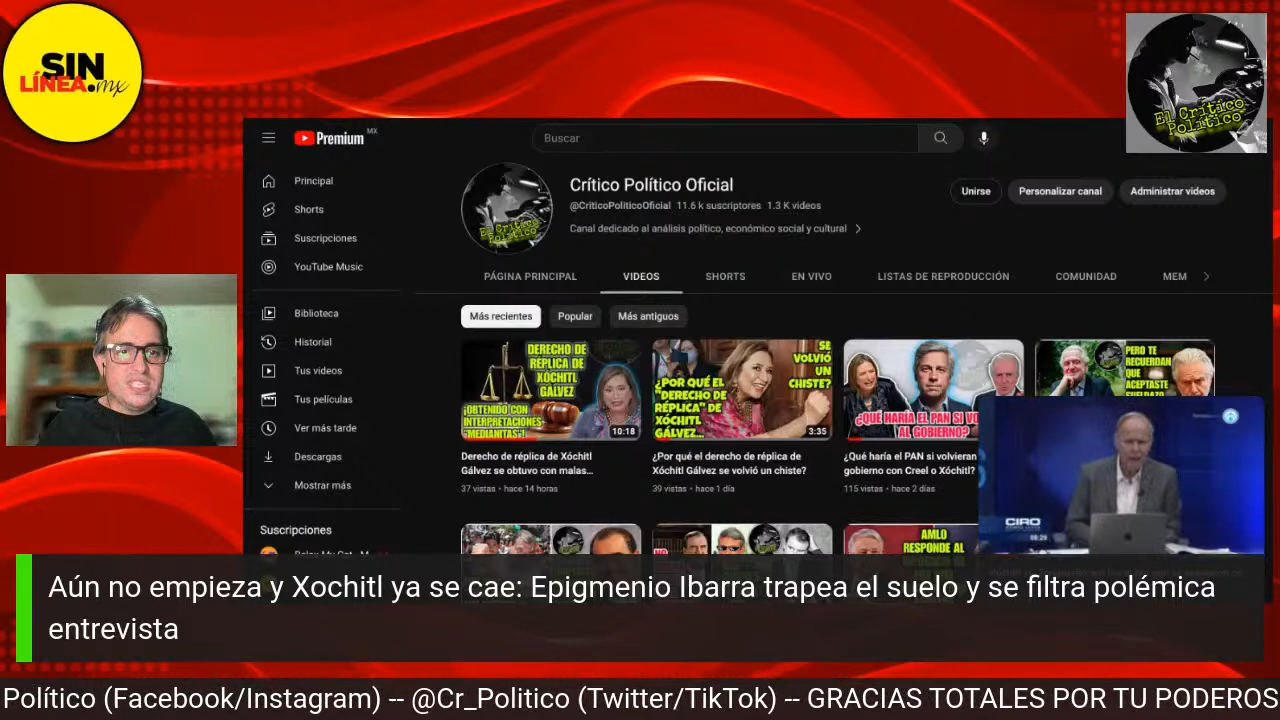 SIN
LÍNEA.mx
El Crítico
Político
Premium MX
Buscar
Principal
Shorts
Suscripciones
YouTube Music
Biblioteca
Historial
Tus videos
Tus películas
Ver más tarde
Descargas
Mostrar más
Suscripciones
El Crítico
Político
Crítico Político Oficial
@CriticoPoliticoOficial 11.6 k suscriptores 1.3 K videos
Canal dedicado al análisis político, económico social y cultural
Unirse
Personalizar canal
Administrar videos
PÁGINA PRINCIPAL
VIDEOS
SHORTS
EN VIVO
LISTAS DE REPRODUCCIÓN
COMUNIDAD
MEM
Más recientes
Popular
Más antiguos
DERECHO DE
RÉPLICA DE
XÓCHITL
GÁLVEZ
¡OBTENIDO CON
INTERPRETACIONES
"MEDIANITAS"!
10:18
Derecho de réplica de Xóchitl
Gálvez se obtuvo con malas...
37 vistas • hace 14 horas
SE
VOLVIÓ
UN
CHISTE?
¿POR QUÉ EL
"DERECHO DE
RÉPLICA" DE
XÓCHITL
GÁLVEZ...
3:35
¿Por qué el derecho de réplica de
Xóchitl Gálvez se volvió un chiste?
39 vistas • hace 1 día
¿QUÉ HARÍA EL PAN SI VO
AL GOBIERNO?
¿Qué haría el PAN si volvieran
gobierno con Creel o Xóchitl?
115 vistas • hace 2 días
PERO TE
RECUERDAN
QUE
ACEPTASTE
SUELDAZO
AMLO
RESPONDE AL
CIRO
08:29
Aún no empieza y Xochitl ya se cae: Epigmenio Ibarra trapea el suelo y se filtra polémica
entrevista
Político (Facebook/Instagram) -- @Cr_Politico (Twitter/TikTok) -- GRACIAS TOTALES POR TU PODEROS